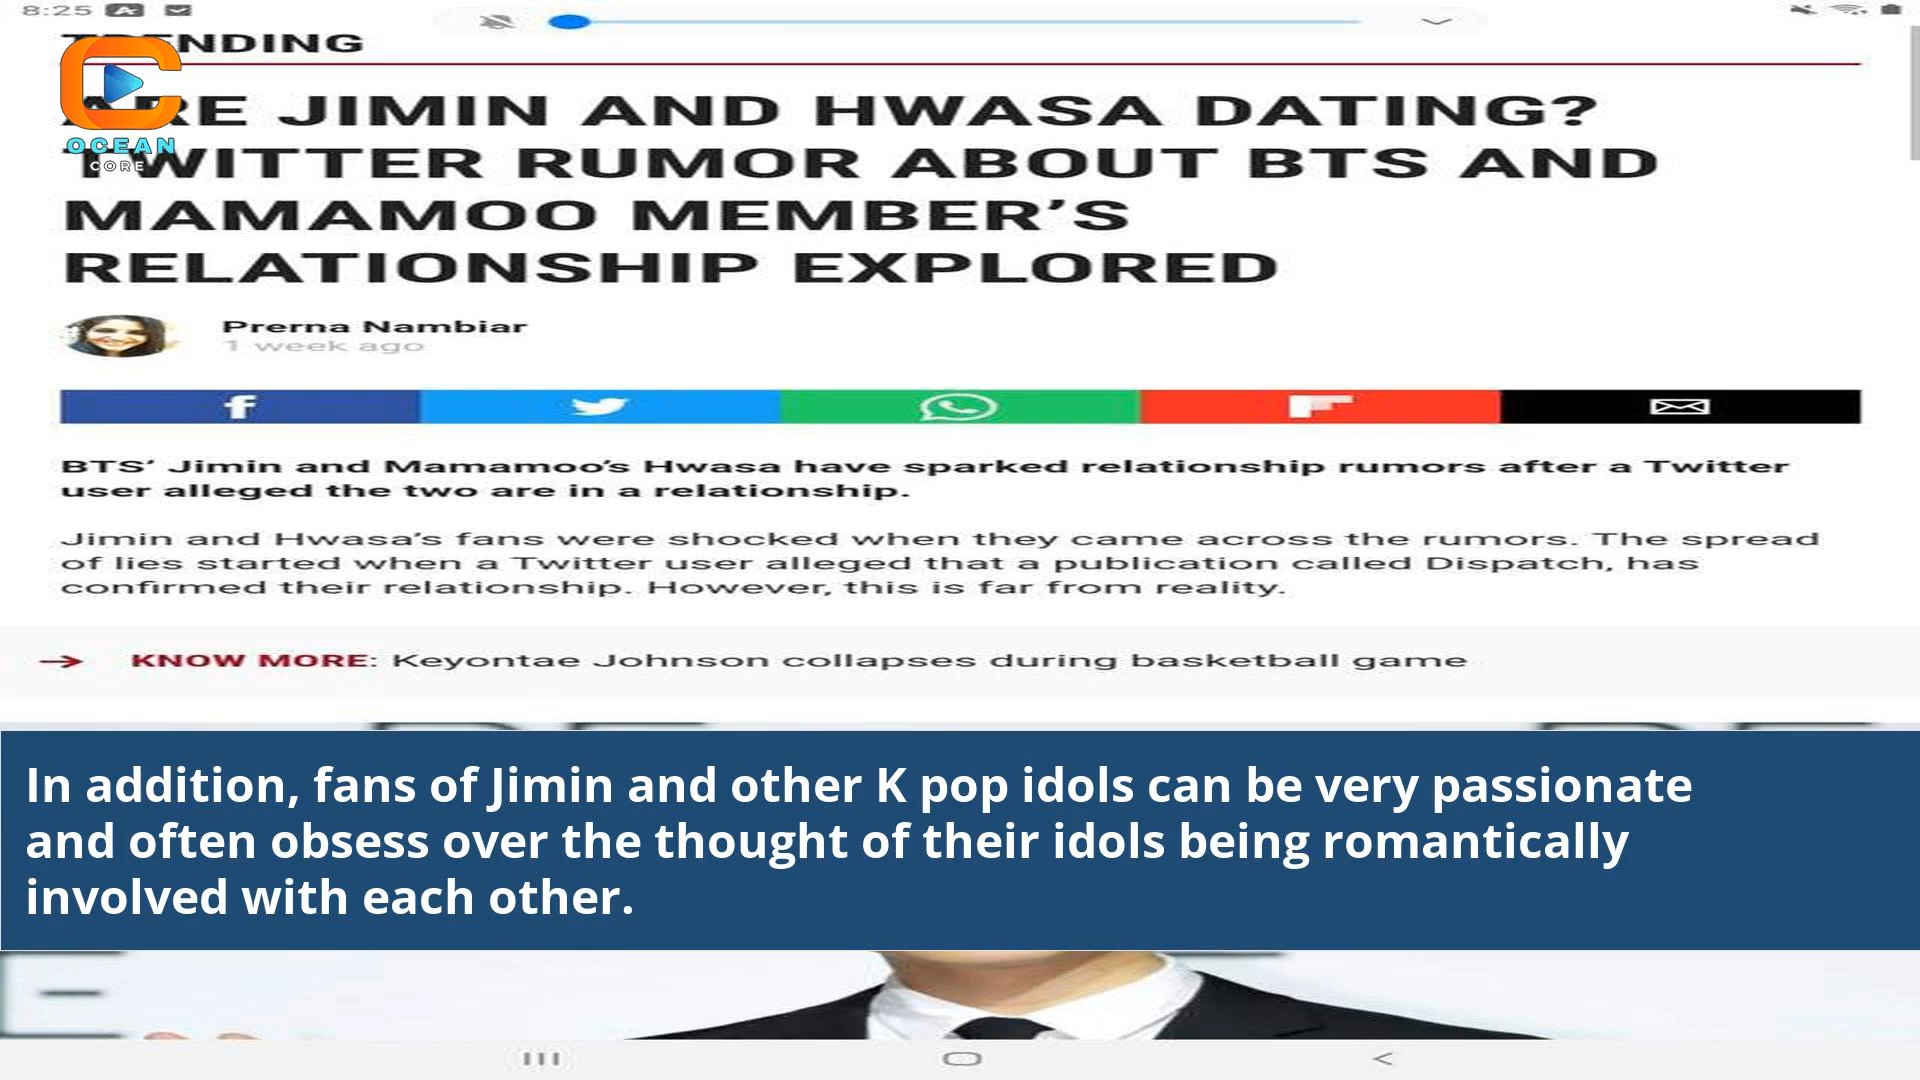 8:25
TRENDING
ARE JIMIN AND HWASA DATING?
TWITTER RUMOR ABOUT BTS AND
MAMAMOO MEMBER’S
RELATIONSHIP EXPLORED
OCEAN
CORE
Prerna Nambiar
1 week ago
BTS’ Jimin and Mamamoo’s Hwasa have sparked relationship rumors after a Twitter
user alleged the two are in a relationship.
Jimin and Hwasa’s fans were shocked when they came across the rumors. The spread
of lies started when a Twitter user alleged that a publication called Dispatch, has
confirmed their relationship. However, this is far from reality.
KNOW MORE: Keyontae Johnson collapses during basketball game
In addition, fans of Jimin and other K pop idols can be very passionate
and often obsess over the thought of their idols being romantically
involved with each other.